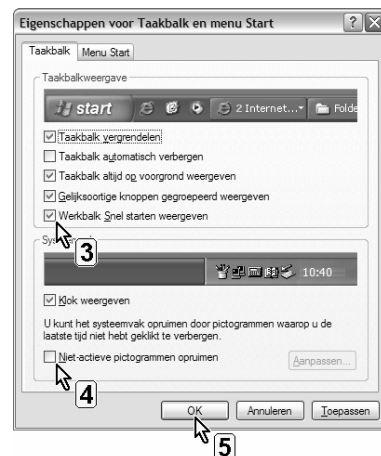 Eigenschappen voor Taakbalk en menu Start
Taakbalk Menu Start
Taakbalkweergave
start 2 Internet... Folde
Taakbalk vergrendelen
Taakbalk automatisch verbergen
Taakbalk altijd op voorgrond weergeven
Gelijksoortige knoppen gegroepeerd weergeven
Werkbalk Snel starten weergeven
3
10:40
Klok weergeven
U kunt het systeemvak opruimen door pictogrammen waarop u de
laatste tijd niet hebt geklikt te verbergen.
Niet-actieve pictogrammen opruimen
Aanpassen...
4
OK Annuleren Toepassen
5